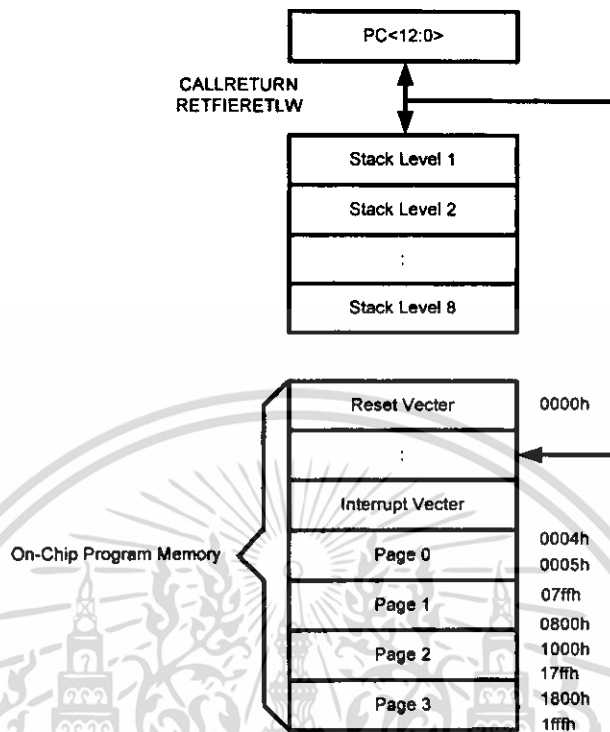 PC<12:0>
CALLRETURN
RETFIERETLW
Stack Level 1
Stack Level 2
:
Stack Level 8
Reset Vecter 0000h
:
Interrupt Vecter
On-Chip Program Memory
Page 0
0004h
0005h
Page 1
07ffh
0800h
Page 2
1000h
17ffh
Page 3
1800h
1fffh